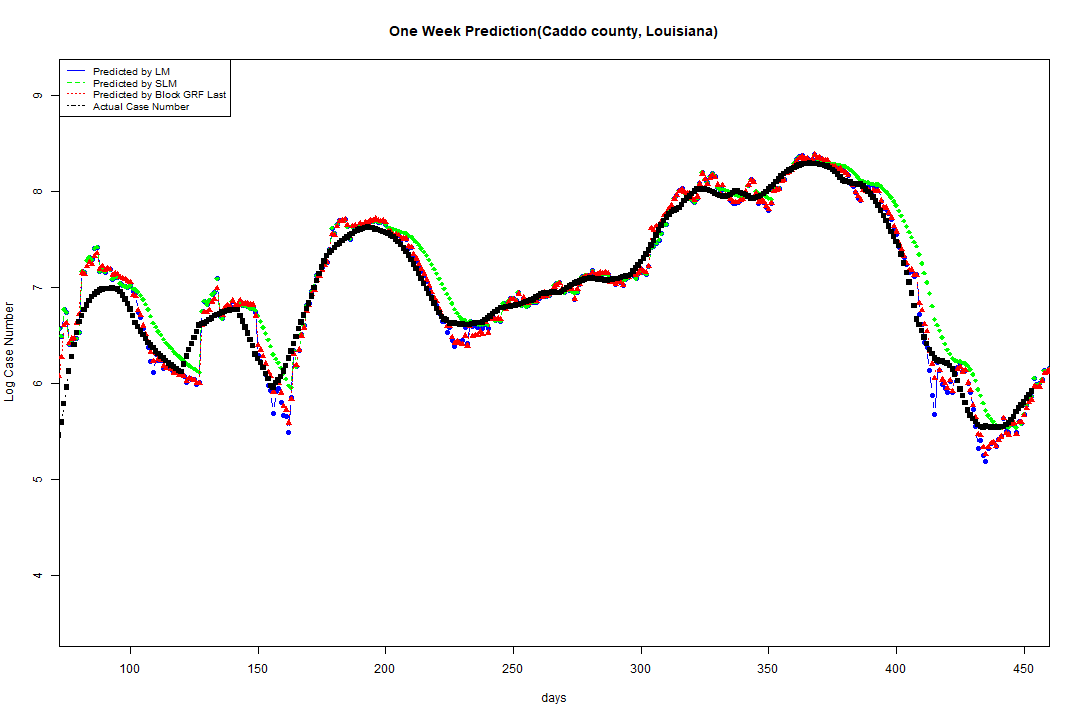 One Week Prediction(Caddo county, Louisiana)
Predicted by LM
Predicted by SLM
Predicted by Block GRF Last
Actual Case Number
9
8
7
6
5
4
Log Case Number
100 150 200 250 300 350 400 450
days